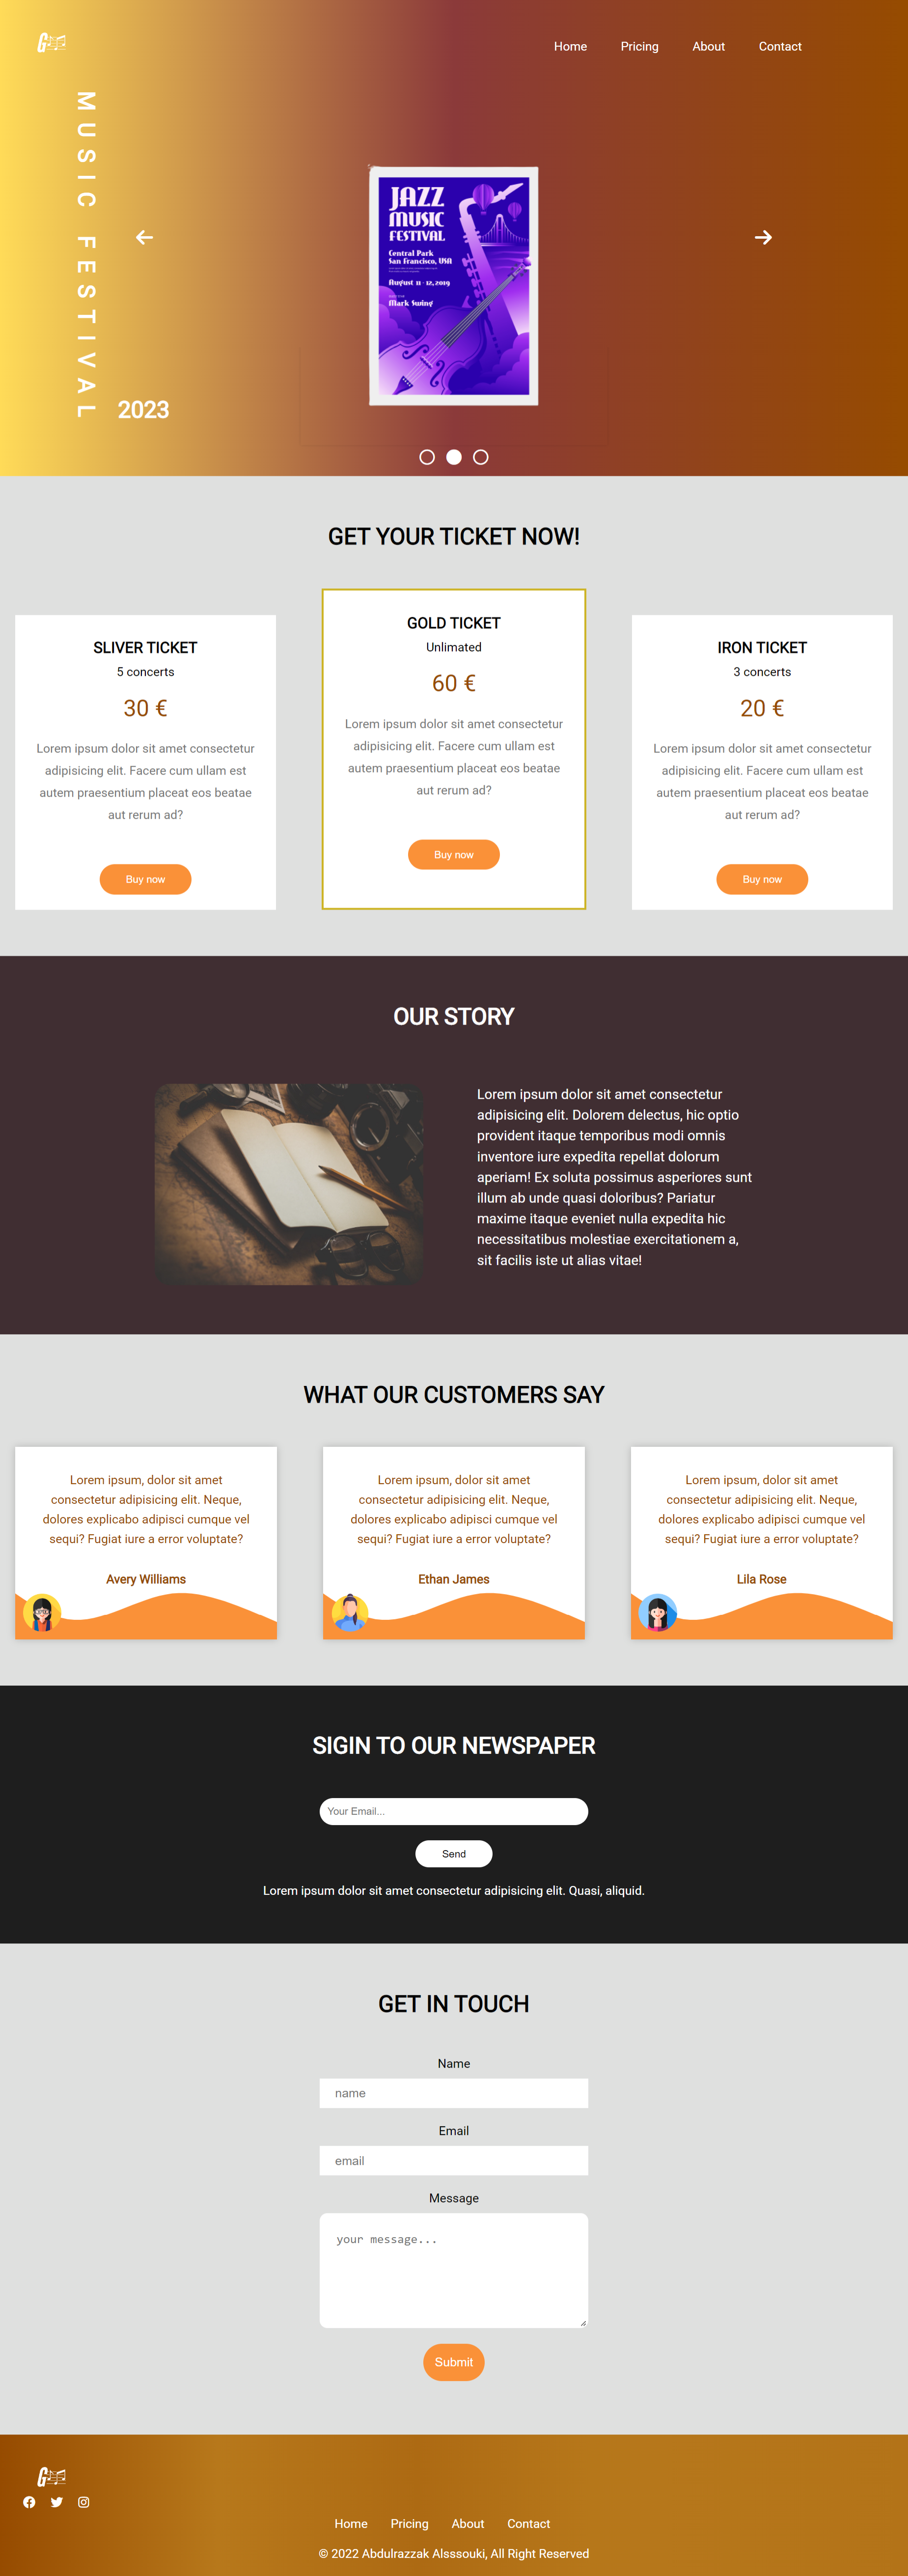 G
Home Pricing About Contact
MUSIC FESTIVAL
2023
JAZZ
MUSIC
FESTIVAL
Central Park
San Francisco, USA
August 11 - 12, 2019
Mark Swing
GET YOUR TICKET NOW!
SLIVER TICKET
5 concerts
30 €
Lorem ipsum dolor sit amet consectetur
adipisicing elit. Facere cum ullam est
autem praesentium placeat eos beatae
aut rerum ad?
Buy now
GOLD TICKET
Unlimated
60 €
Lorem ipsum dolor sit amet consectetur
adipisicing elit. Facere cum ullam est
autem praesentium placeat eos beatae
aut rerum ad?
Buy now
IRON TICKET
3 concerts
20 €
Lorem ipsum dolor sit amet consectetur
adipisicing elit. Facere cum ullam est
autem praesentium placeat eos beatae
aut rerum ad?
Buy now
OUR STORY
Lorem ipsum dolor sit amet consectetur
adipisicing elit. Dolorem delectus, hic optio
provident itaque temporibus modi omnis
inventore iure expedita repellat dolorum
aperiam! Ex soluta possimus asperiores sunt
illum ab unde quasi doloribus? Pariatur
maxime itaque eveniet nulla expedita hic
necessitatibus molestiae exercitationem a,
sit facilis iste ut alias vitae!
WHAT OUR CUSTOMERS SAY
Lorem ipsum, dolor sit amet
consectetur adipisicing elit. Neque,
dolores explicabo adipisci cumque vel
sequi? Fugiat iure a error voluptate?
Avery Williams
Lorem ipsum, dolor sit amet
consectetur adipisicing elit. Neque,
dolores explicabo adipisci cumque vel
sequi? Fugiat iure a error voluptate?
Ethan James
Lorem ipsum, dolor sit amet
consectetur adipisicing elit. Neque,
dolores explicabo adipisci cumque vel
sequi? Fugiat iure a error voluptate?
Lila Rose
SIGIN TO OUR NEWSPAPER
Your Email...
Send
Lorem ipsum dolor sit amet consectetur adipisicing elit. Quasi, aliquid.
GET IN TOUCH
Name
name
Email
email
Message
your message...
Submit
G
Home Pricing About Contact
© 2022 Abdulrazzak Alsssouki, All Right Reserved